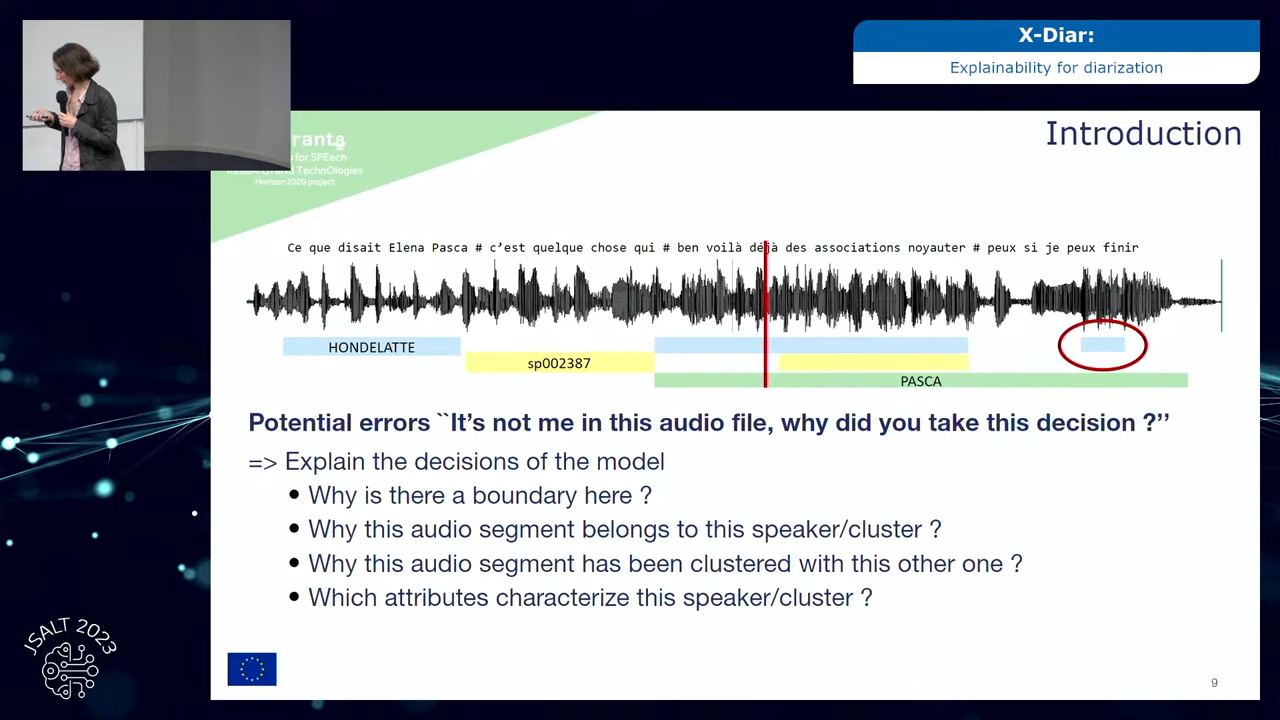 X-Diar:
Explainability for diarization
Introduction
for SPEech
TechnOlogies
Horizon 2020 project
Ce que disait Elena Pasca # c'est quelque chose qui # ben voilà déjà des associations noyauter # peux si je peux finir
HONDELATTE
sp002387
PASCA
Potential errors ``It's not me in this audio file, why did you take this decision ?''
=> Explain the decisions of the model
• Why is there a boundary here ?
• Why this audio segment belongs to this speaker/cluster ?
• Why this audio segment has been clustered with this other one ?
• Which attributes characterize this speaker/cluster ?
JSALT 2023
9